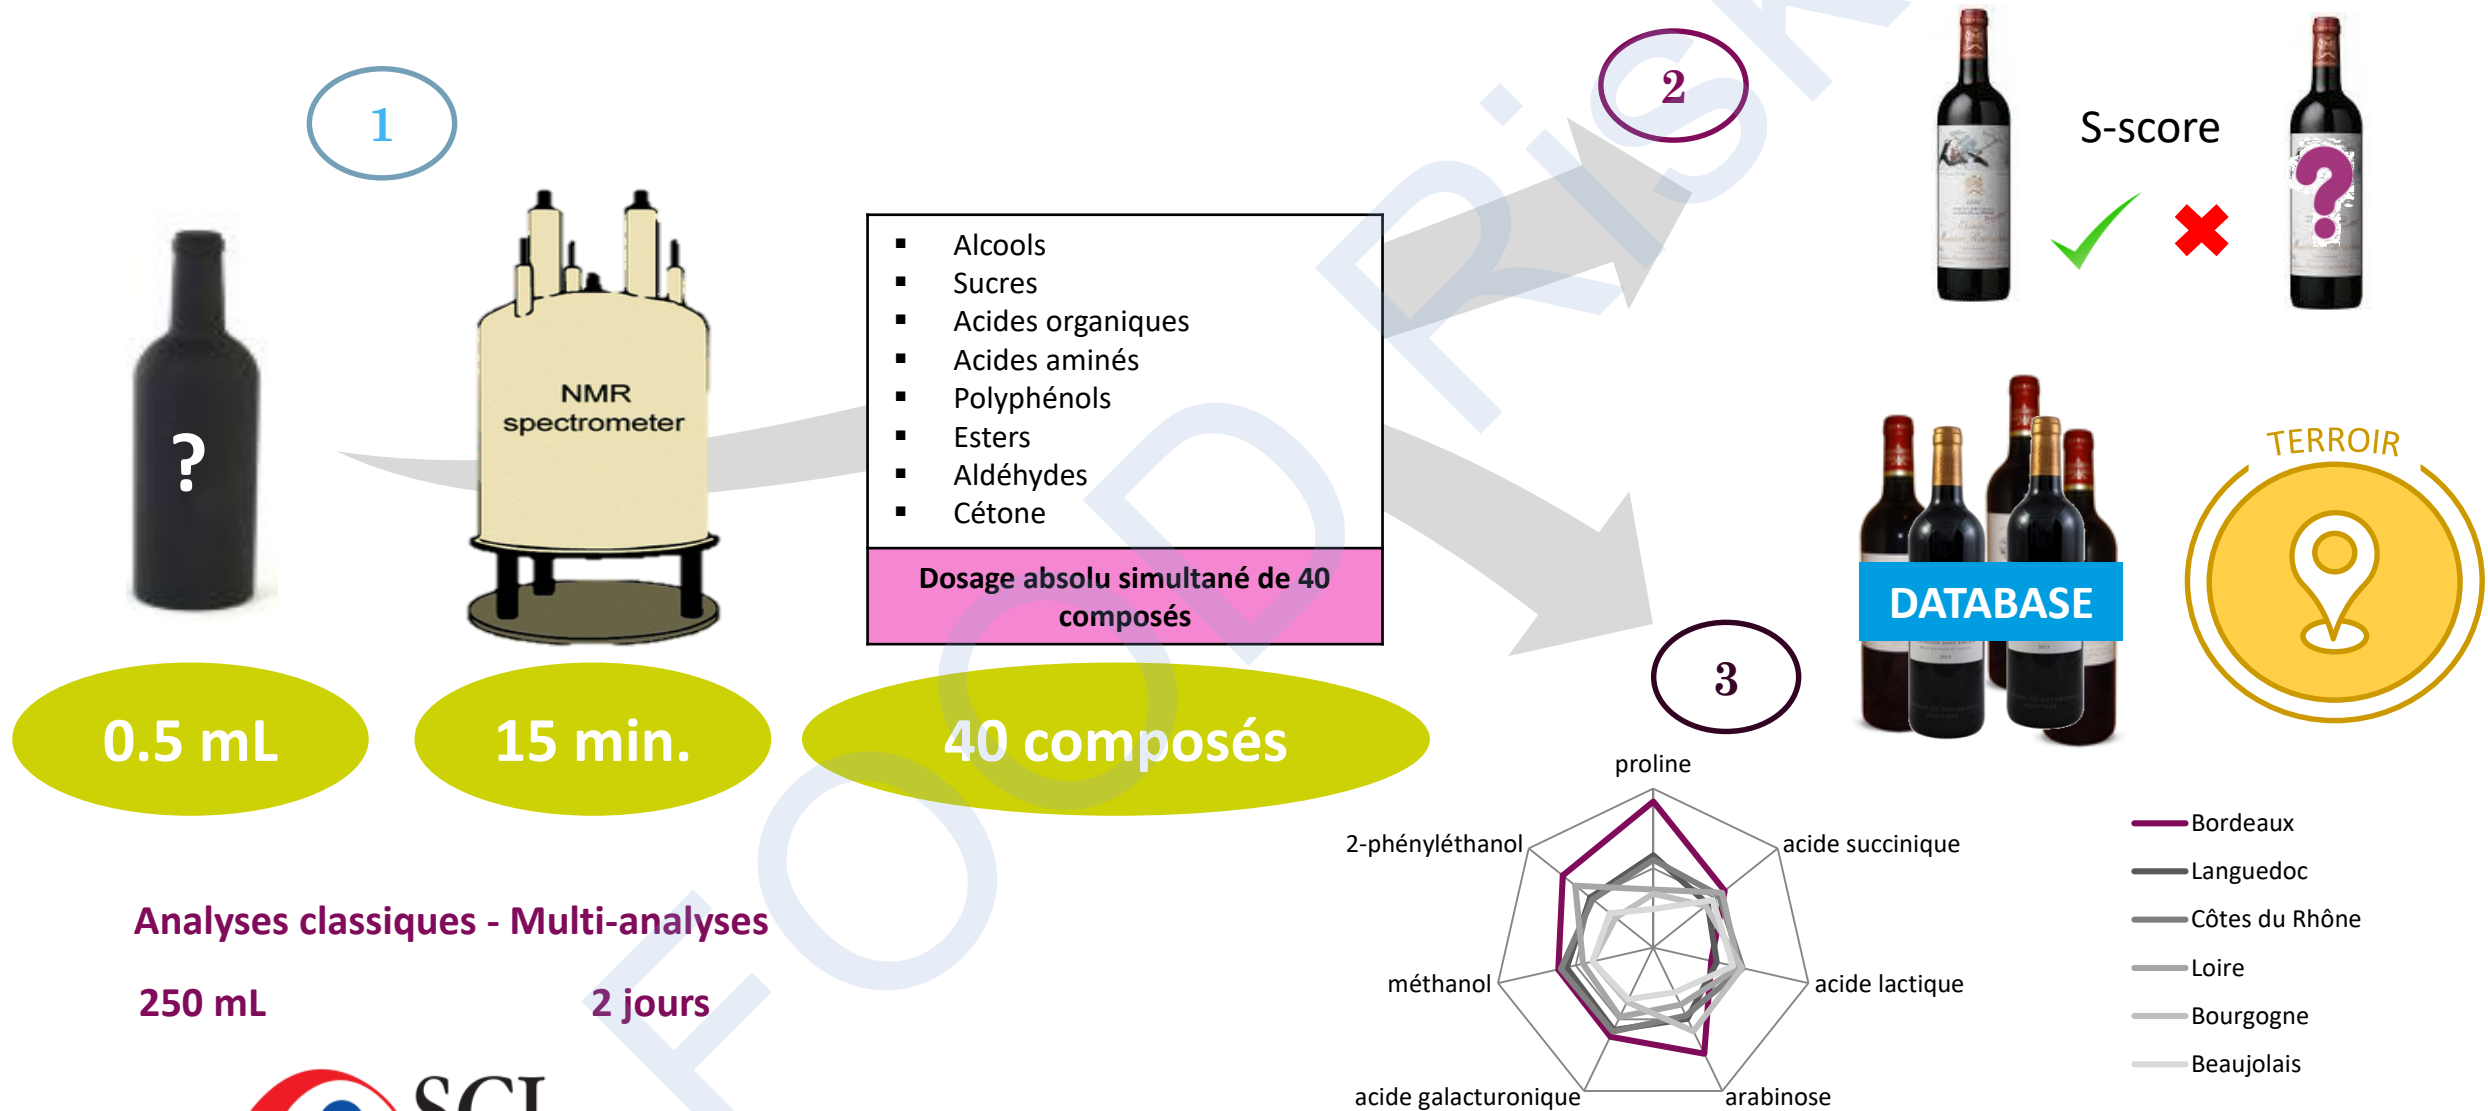 1
2
S-score
?
?
NMR
spectrometer
▪ Alcools
▪ Sucres
▪ Acides organiques
▪ Acides aminés
▪ Polyphénols
▪ Esters
▪ Aldéhydes
▪ Cétone
Dosage absolu simultané de 40
composés
0.5 mL
15 min.
40 composés
Analyses classiques - Multi-analyses
250 mL
2 jours
SCL
DATABASE
TERROIR
3
proline
2-phényléthanol
acide succinique
méthanol
acide lactique
acide galacturonique
arabinose
Bordeaux
Languedoc
Côtes du Rhône
Loire
Bourgogne
Beaujolais
FOOD RiSK